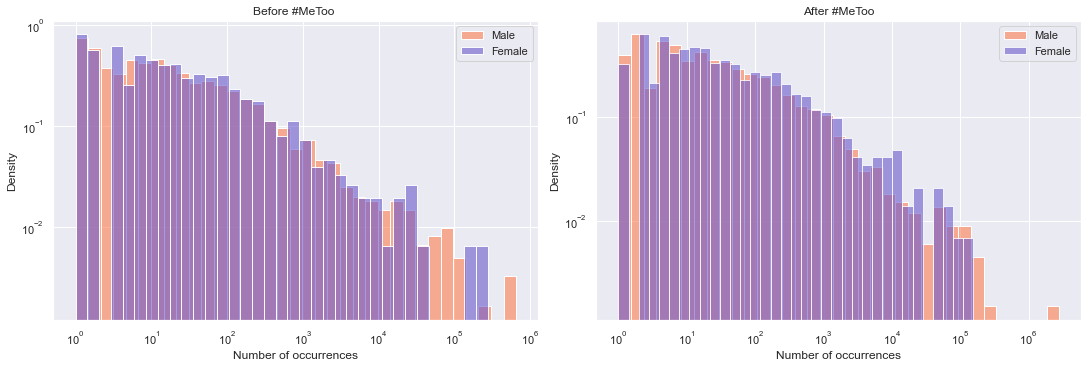 Before #MeToo
Male
Female
10⁰
10⁻¹
10⁻²
Density
10⁰ 10¹ 10² 10³ 10⁴ 10⁵ 10⁶
Number of occurrences
After #MeToo
Male
Female
10⁻¹
10⁻²
Density
10⁰ 10¹ 10² 10³ 10⁴ 10⁵ 10⁶
Number of occurrences